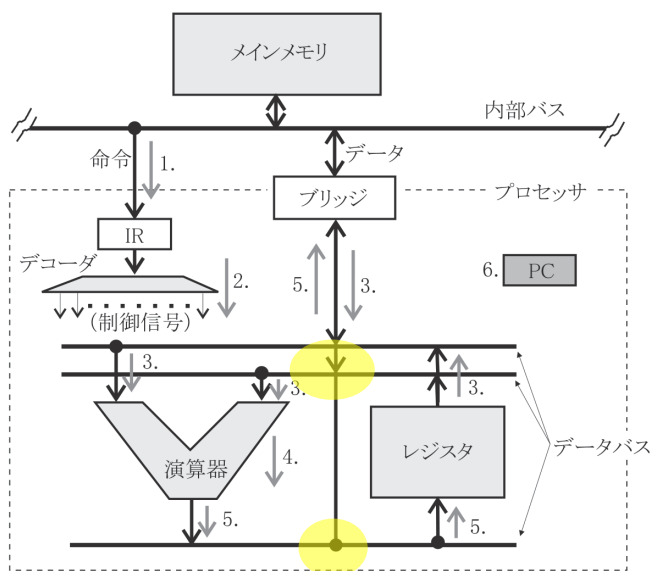 メインメモリ
内部バス
命令
1.
データ
ブリッジ
プロセッサ
IR
デコーダ
2.
5.
3.
6.
PC
(制御信号)
3.
3.
3.
演算器
4.
レジスタ
データバス
5.
5.